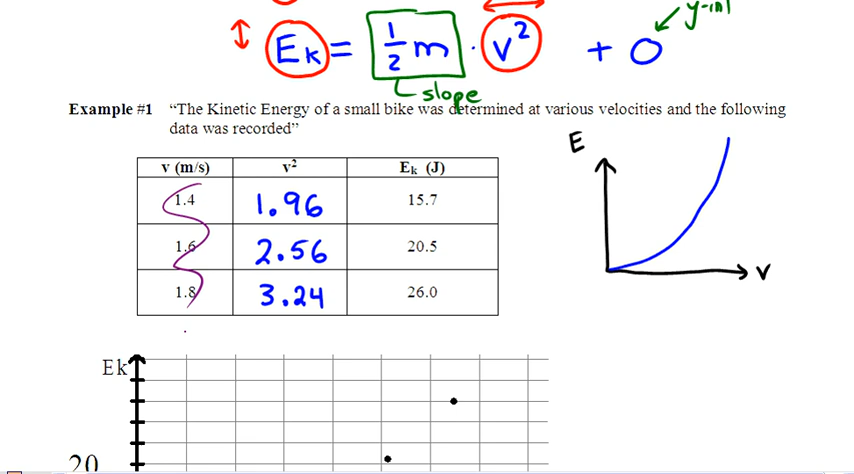 y-int
Ek = 1/2 m · v² + 0
slope
Example #1 "The Kinetic Energy of a small bike was determined at various velocities and the following
data was recorded"
E
v (m/s) v² Ek (J)
1.4 1.96 15.7
1.6 2.56 20.5
1.8 3.24 26.0
v
Ek
20